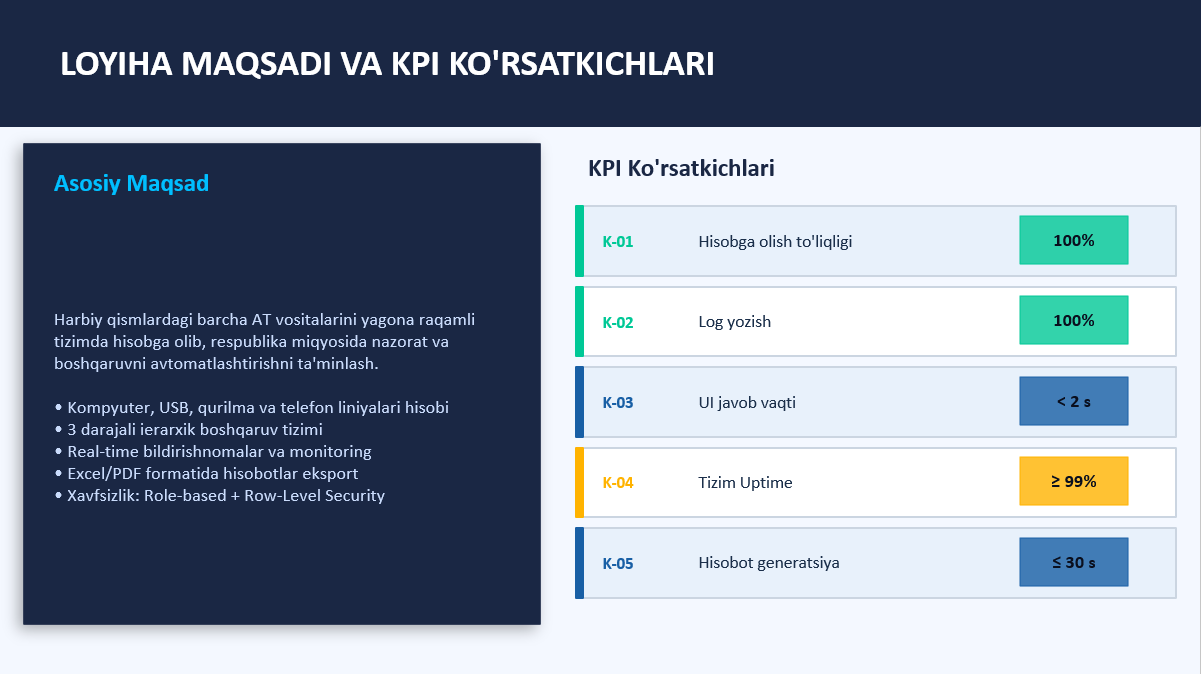 LOYIHA MAQSADI VA KPI KO'RSATKICHLARI
Asosiy Maqsad
Harbiy qismlardagi barcha AT vositalarini yagona raqamli
tizimda hisobga olib, respublika miqyosida nazorat va
boshqaruvni avtomatlashtirishni ta'minlash.
• Kompyuter, USB, qurilma va telefon liniyalari hisobi
• 3 darajali ierarxik boshqaruv tizimi
• Real-time bildirishnomalar va monitoring
• Excel/PDF formatida hisobotlar eksport
• Xavfsizlik: Role-based + Row-Level Security
KPI Ko'rsatkichlari
K-01 Hisobga olish to'liqligi 100%
K-02 Log yozish 100%
K-03 UI javob vaqti < 2 s
K-04 Tizim Uptime ≥ 99%
K-05 Hisobot generatsiya ≤ 30 s